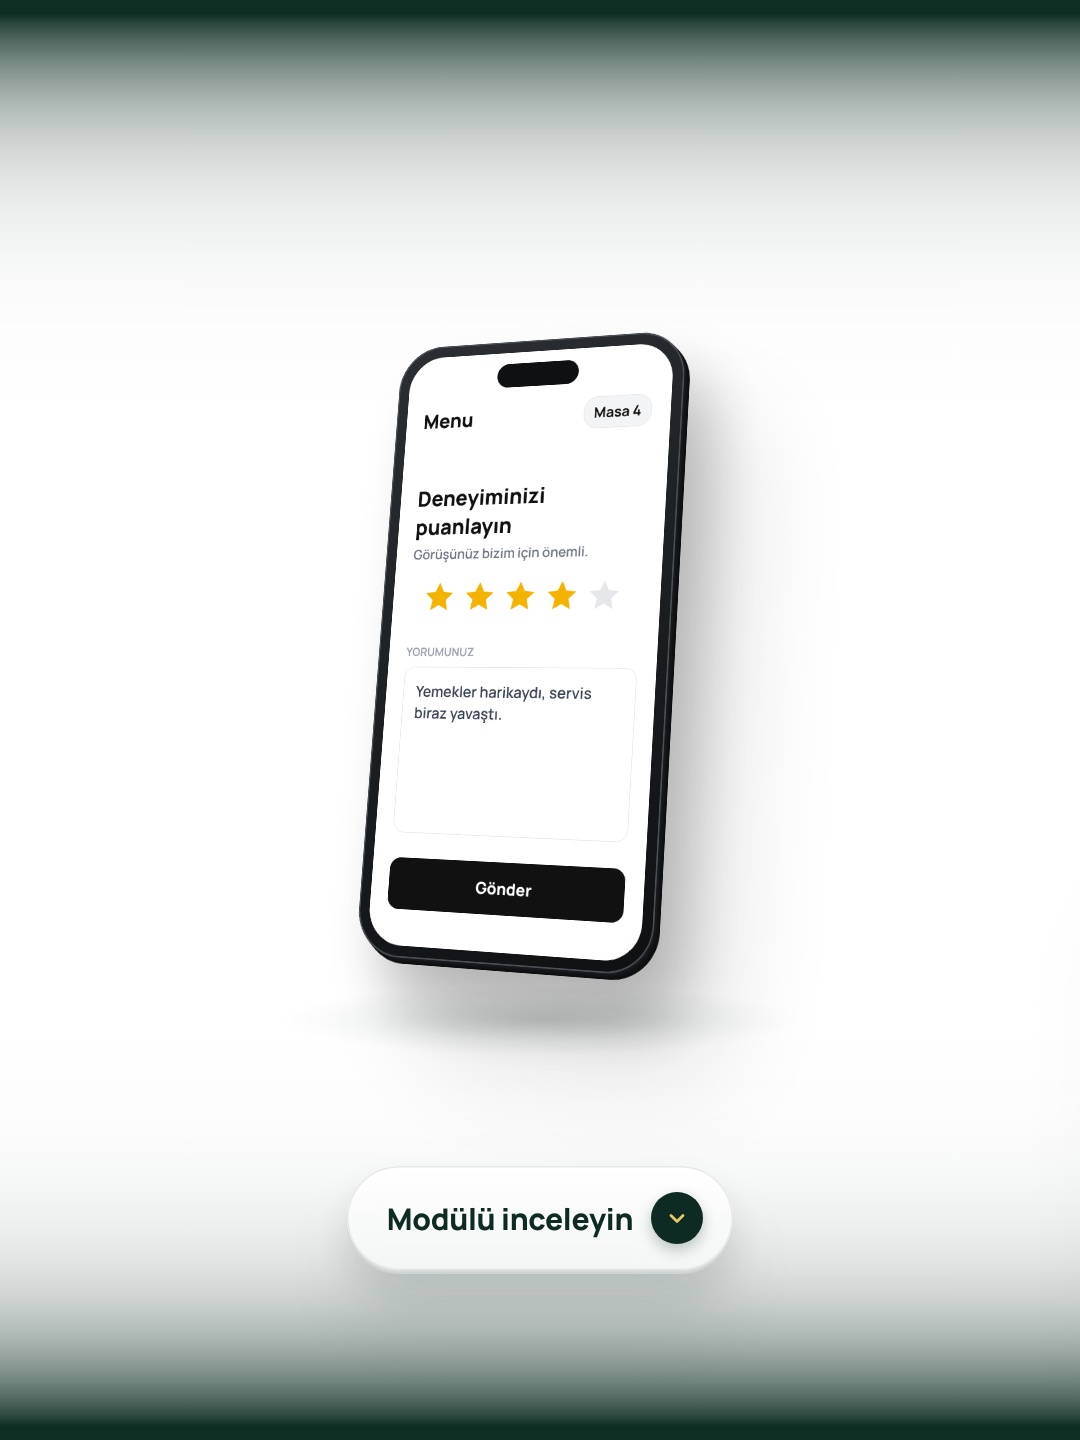 Menu
Masa 4
Deneyiminizi
puanlayın
Görüşünüz bizim için önemli.
YORUMUNUZ
Yemekler harikaydı, servis
biraz yavaştı.
Gönder
Modülü inceleyin